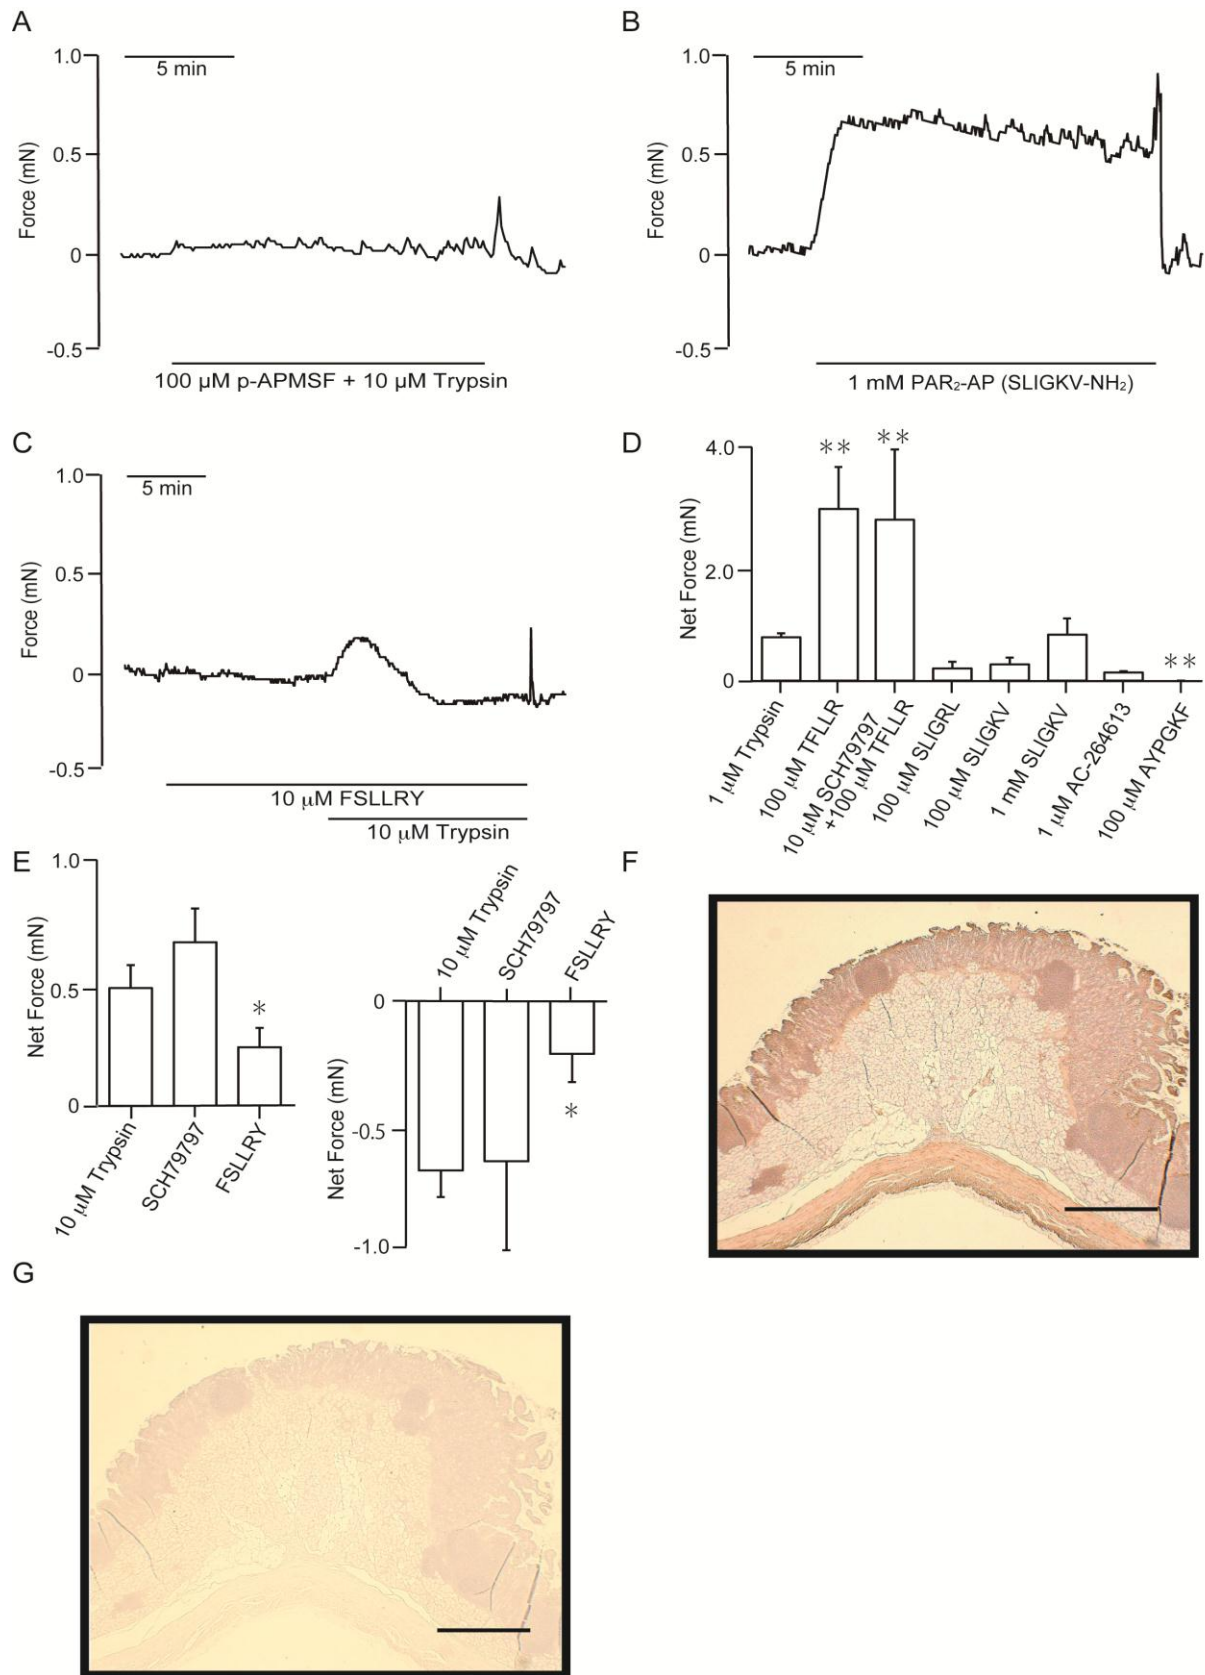 A
1.0
5 min
0.5
0
-0.5
Force (mN)
100 µM p-APMSF + 10 µM Trypsin
B
1.0
5 min
0.5
0
-0.5
Force (mN)
1 mM PAR₂-AP (SLIGKV-NH₂)
C
1.0
5 min
0.5
0
-0.5
Force (mN)
10 µM FSLLRY
10 µM Trypsin
D
4.0
2.0
0
Net Force (mN)
**
**
**
1 µM Trypsin
100 µM TFLLR
10 µM SCH79797
+100 µM TFLLR
100 µM SLIGRL
100 µM SLIGKV
1 mM SLIGKV
1 µM AC-264613
100 µM AYPGKF
E
1.0
0.5
0
Net Force (mN)
*
10 µM Trypsin
SCH79797
FSLLRY
10 µM Trypsin
SCH79797
FSLLRY
0
-0.5
-1.0
Net Force (mN)
*
F
G